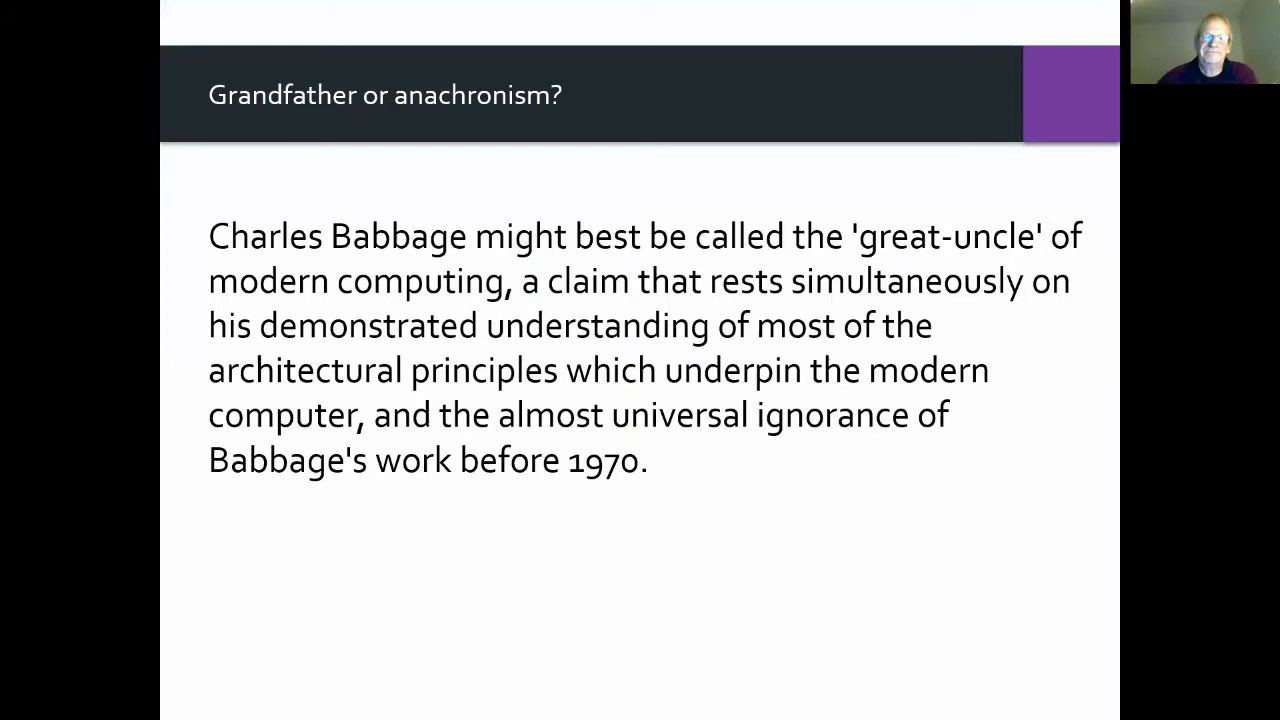 Grandfather or anachronism?
Charles Babbage might best be called the 'great-uncle' of
modern computing, a claim that rests simultaneously on
his demonstrated understanding of most of the
architectural principles which underpin the modern
computer, and the almost universal ignorance of
Babbage's work before 1970.